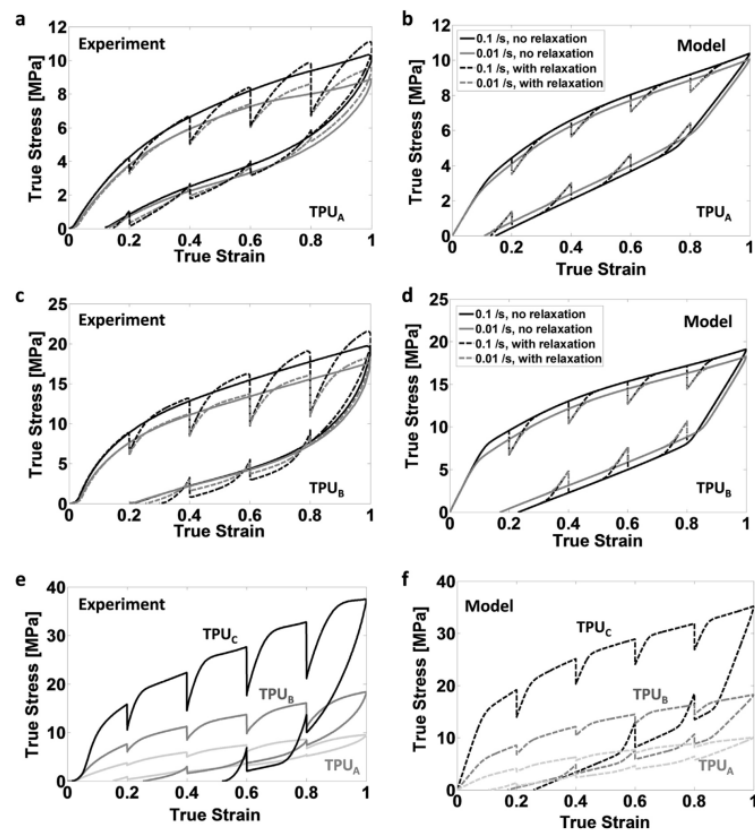 a
Experiment
True Stress [MPa]
12
10
8
6
4
2
0
TPUA
0 0.2 0.4 0.6 0.8 1
True Strain
b
0.1 /s, no relaxation
0.01 /s, no relaxation
0.1 /s, with relaxation
0.01 /s, with relaxation
Model
True Stress [MPa]
12
10
8
6
4
2
0
TPUA
0 0.2 0.4 0.6 0.8 1
True Strain
c
Experiment
True Stress [MPa]
25
20
15
10
5
0
TPUB
0 0.2 0.4 0.6 0.8 1
True Strain
d
0.1 /s, no relaxation
0.01 /s, no relaxation
0.1 /s, with relaxation
0.01 /s, with relaxation
Model
True Stress [MPa]
25
20
15
10
5
0
TPUB
0 0.2 0.4 0.6 0.8 1
True Strain
e
Experiment
True Stress [MPa]
40
30
20
10
0
TPUC
TPUB
TPUA
0 0.2 0.4 0.6 0.8 1
True Strain
f
Model
True Stress [MPa]
40
30
20
10
0
TPUC
TPUB
TPUA
0 0.2 0.4 0.6 0.8 1
True Strain